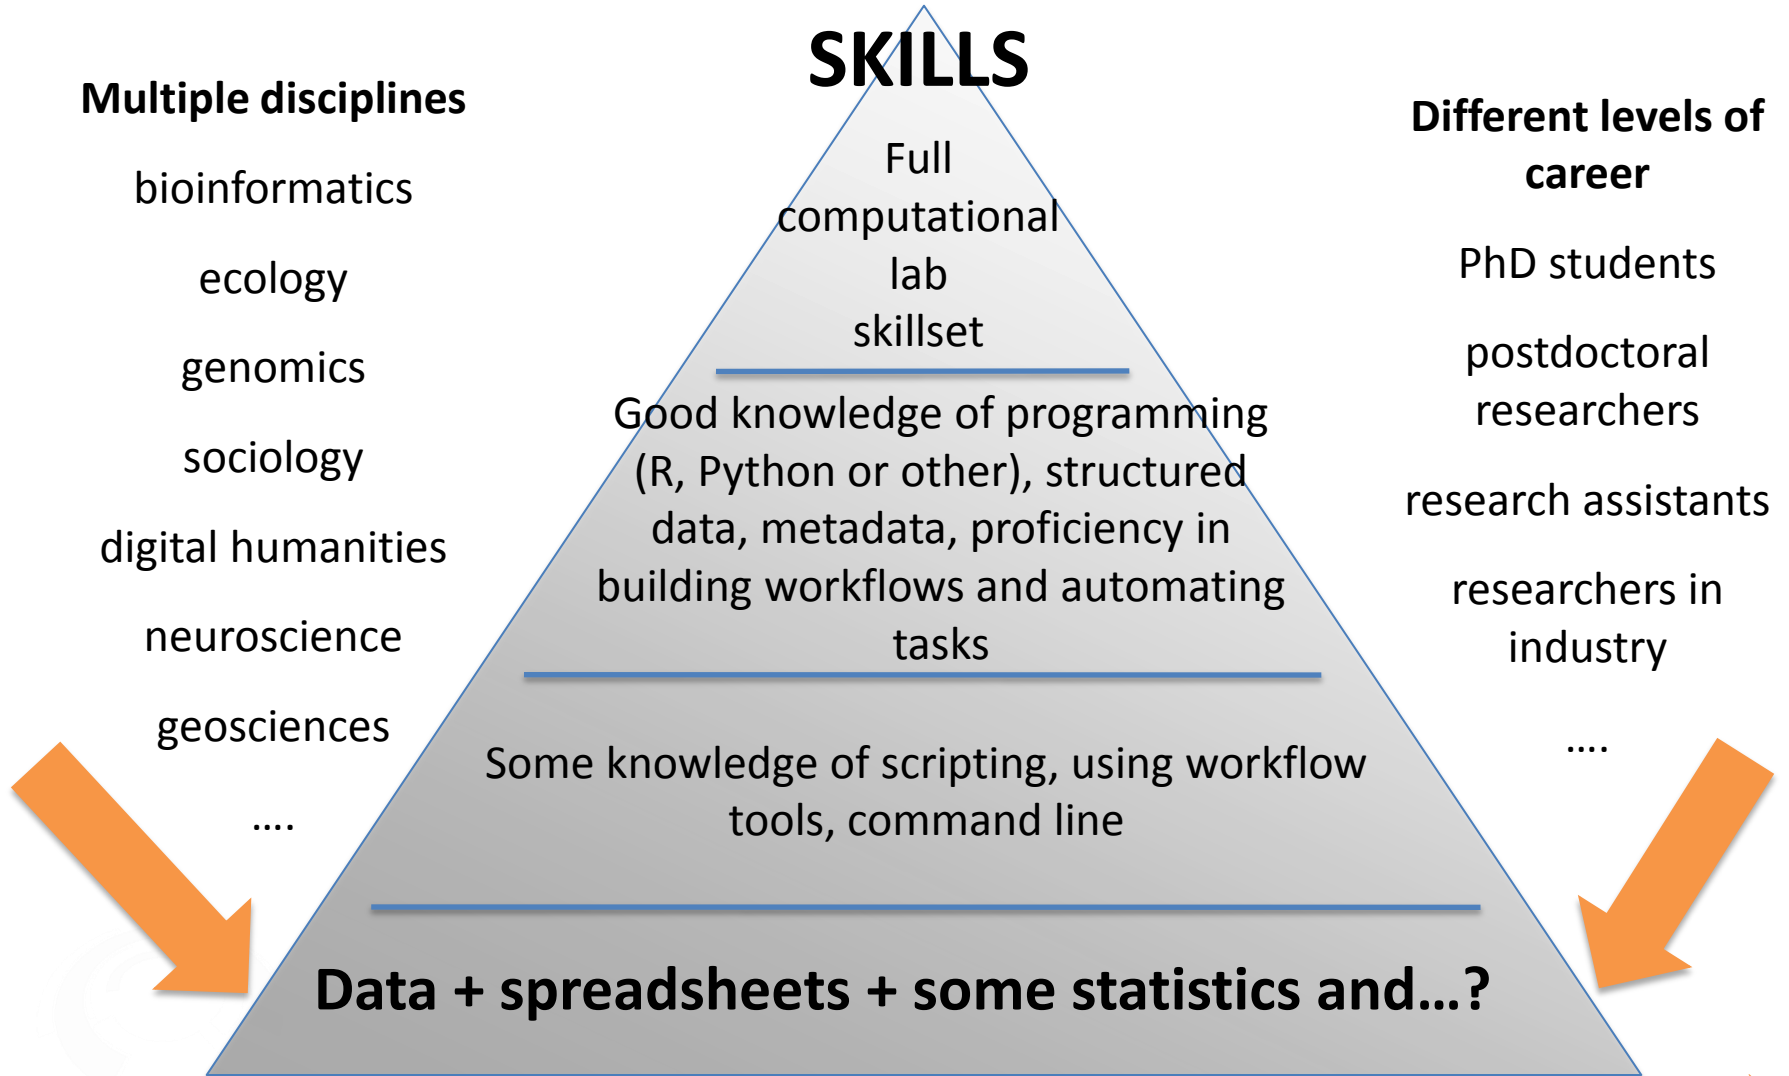 SKILLS
Multiple disciplines
bioinformatics
ecology
genomics
sociology
digital humanities
neuroscience
geosciences
....
Full
computational
lab
skillset
Good knowledge of programming
(R, Python or other), structured
data, metadata, proficiency in
building workflows and automating
tasks
Some knowledge of scripting, using workflow
tools, command line
Data + spreadsheets + some statistics and...?
Different levels of
career
PhD students
postdoctoral
researchers
research assistants
researchers in
industry
....